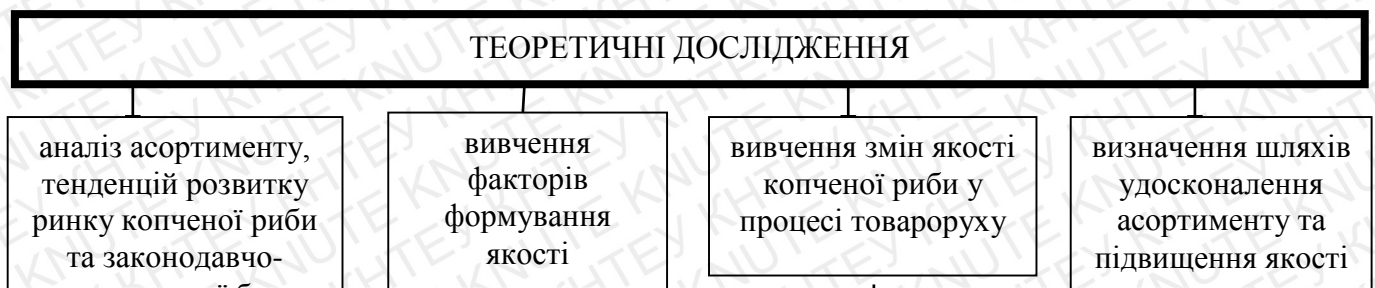 ТЕОРЕТИЧНІ ДОСЛІДЖЕННЯ
аналіз асортименту,
тенденцій розвитку
ринку копченої риби
та законодавчо-
вивчення
факторів
формування
якості
вивчення змін якості
копченої риби у
процесі товароруху
визначення шляхів
удосконалення
асортименту та
підвищення якості